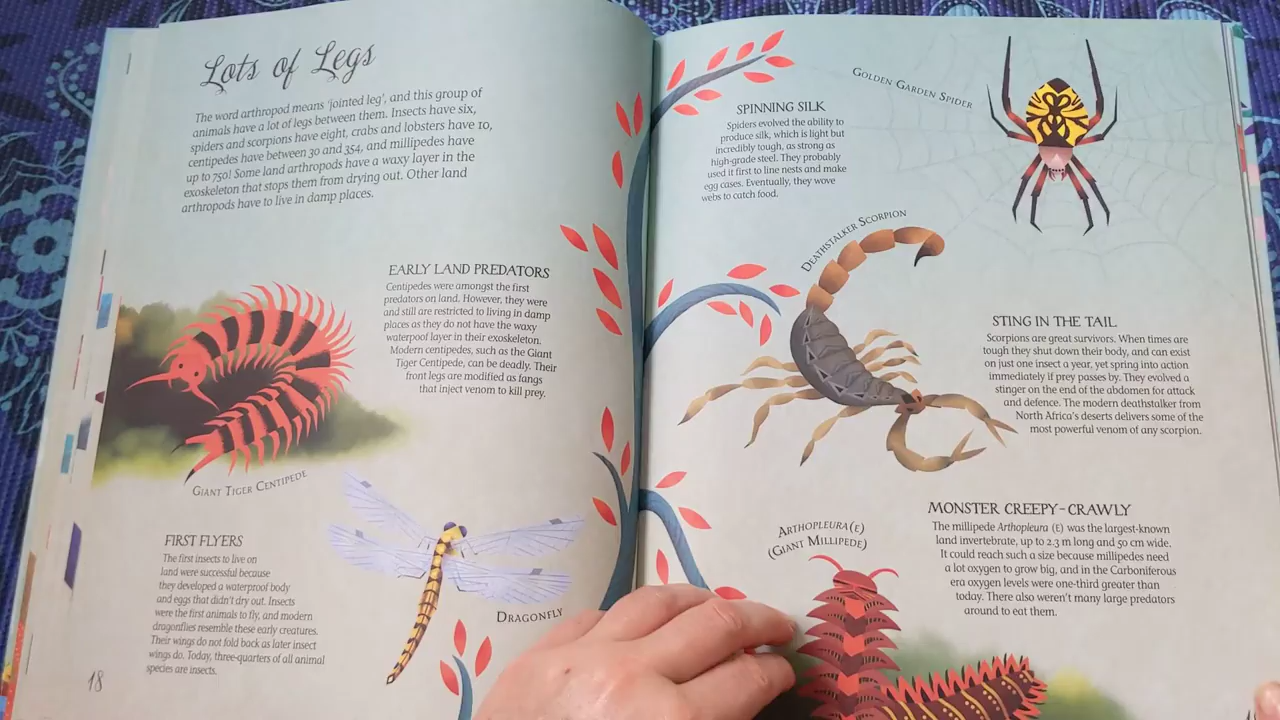 Lots of Legs
The word arthropod means 'jointed leg', and this group of
animals have a lot of legs between them. Insects have six,
spiders and scorpions have eight, crabs and lobsters have 10,
centipedes have between 30 and 354, and millipedes have
up to 750! Some land arthropods have a waxy layer in the
exoskeleton that stops them from drying out. Other land
arthropods have to live in damp places.
EARLY LAND PREDATORS
Centipedes were amongst the first
predators on land. However, they were
and still are restricted to living in damp
places as they do not have the waxy
waterpoof layer in their exoskeleton.
Modern centipedes, such as the Giant
Tiger Centipede, can be deadly. Their
front legs are modified as fangs
that inject venom to kill prey.
GIANT TIGER CENTIPEDE
FIRST FLYERS
The first insects to live on
land were successful because
they developed a waterproof body
and eggs that didn't dry out. Insects
were the first animals to fly, and modern
dragonflies resemble these early creatures.
Their wings do not fold back as later insect
wings do. Today, three-quarters of all animal
species are insects.
DRAGONFLY
18
SPINNING SILK
Spiders evolved the ability to
produce silk, which is light but
incredibly tough, as strong as
high-grade steel. They probably
used it first to line nests and make
egg cases. Eventually, they wove
webs to catch food.
GOLDEN GARDEN SPIDER
DEATHSTALKER SCORPION
STING IN THE TAIL
Scorpions are great survivors. When times are
tough they shut down their body, and can exist
on just one insect a year, yet spring into action
immediately if prey passes by. They evolved a
stinger on the end of the abdomen for attack
and defence. The modern deathstalker from
North Africa's deserts delivers some of the
most powerful venom of any scorpion.
ARTHOPLEURA (E)
(GIANT MILLIPEDE)
MONSTER CREEPY-CRAWLY
The millipede Arthopleura (E) was the largest-known
land invertebrate, up to 2.3 m long and 50 cm wide.
It could reach such a size because millipedes need
a lot oxygen to grow big, and in the Carboniferous
era oxygen levels were one-third greater than
today. There also weren't many large predators
around to eat them.